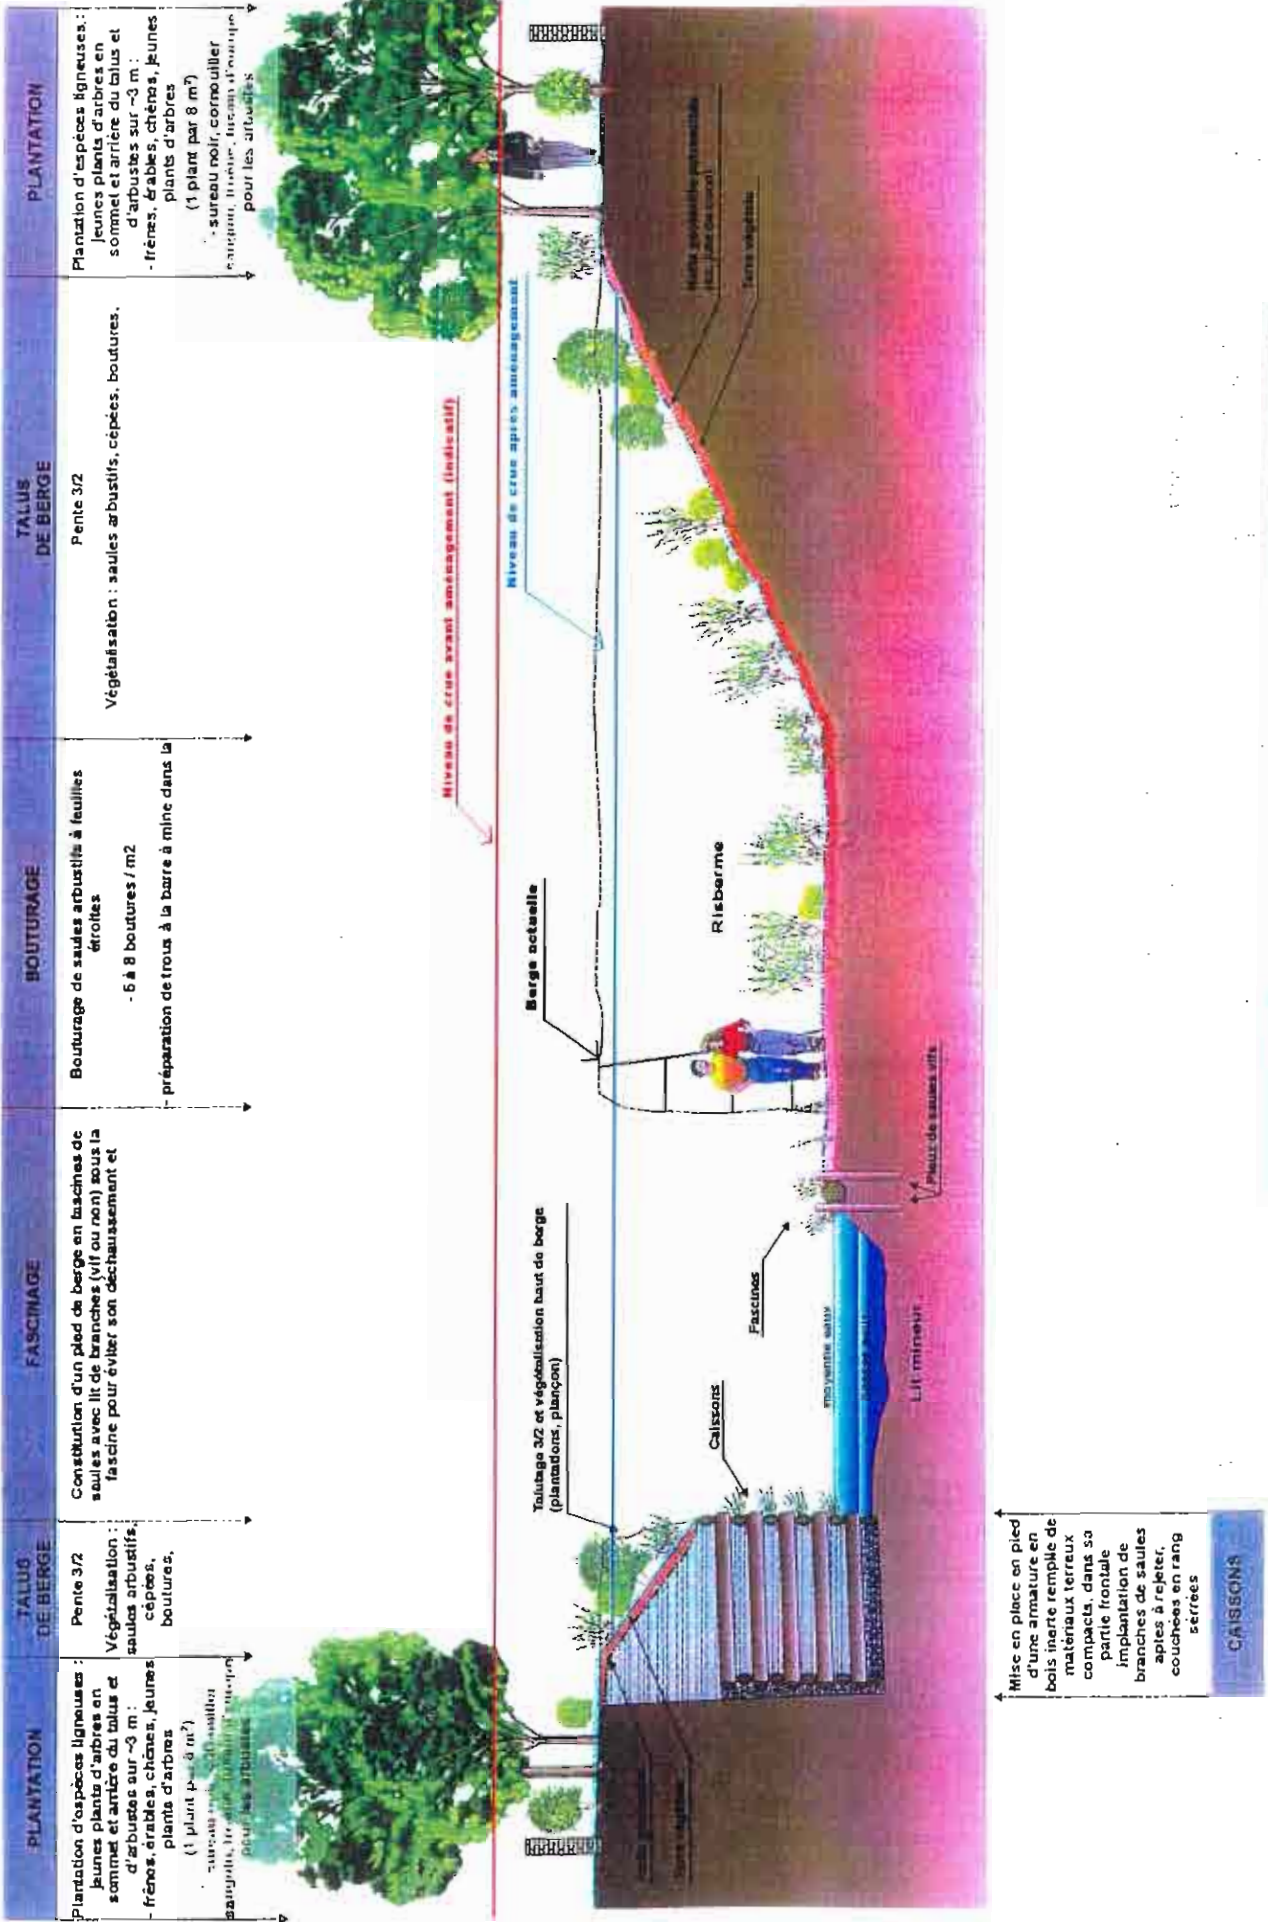 PLANTATION
Plantation d'espèces ligneuses :
jeunes plants d'arbres en
sommet et arrière du talus et
d'arbustes sur ~3 m :
- frênes, érables, chênes, jeunes
plants d'arbres
TALUS
DE BERGE
Pente 3/2
Végétalisation :
saules arbustifs,
cépées,
boutures,
FASCINAGE
Constitution d'un pied de berge en fascines de
saules avec lit de branches (vif ou non) sous la
fascine pour éviter son déchaussement et
BOUTURAGE
Bouturage de saules arbustifs à feuilles
étroites
- 6 à 8 boutures / m2
- préparation de trous à la barre à mine dans la
TALUS
DE BERGE
Pente 3/2
Végétalisation : saules arbustifs, cépées, boutures,
PLANTATION
Plantation d'espèces ligneuses :
jeunes plants d'arbres en
sommet et arrière du talus et
d'arbustes sur ~3 m :
- frênes, érables, chênes, jeunes
plants d'arbres
(1 plant par 8 m²)
- sureau noir, cornouiller
pour les arbustes
Niveau de crue avant aménagement (indicatif)
Niveau de crue après aménagement
Berge actuelle
Talutage 3/2 et végétalisation haut de berge
(plantations, plançon)
Risberme
Caissons
Fascines
moyennes eaux
Lit mineur
Pieux de saules vifs
Terre végétale
Mise en place en pied
d'une armature en
bois inerte remplie de
matériaux terreux
compacts, dans sa
partie frontale
implantation de
branches de saules
aptes à rejeter,
couchées en rang
serrées
CAISSONS